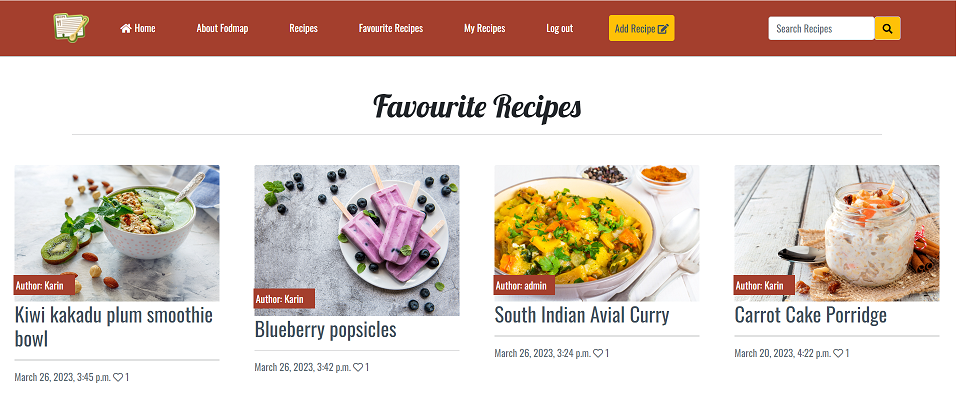 Home About Fodmap Recipes Favourite Recipes My Recipes Log out Add Recipe Search Recipes
Favourite Recipes
Author: Karin
Kiwi kakadu plum smoothie
bowl
March 26, 2023, 3:45 p.m. 1
Author: Karin
Blueberry popsicles
March 26, 2023, 3:42 p.m. 1
Author: admin
South Indian Avial Curry
March 26, 2023, 3:24 p.m. 1
Author: Karin
Carrot Cake Porridge
March 20, 2023, 4:22 p.m. 1